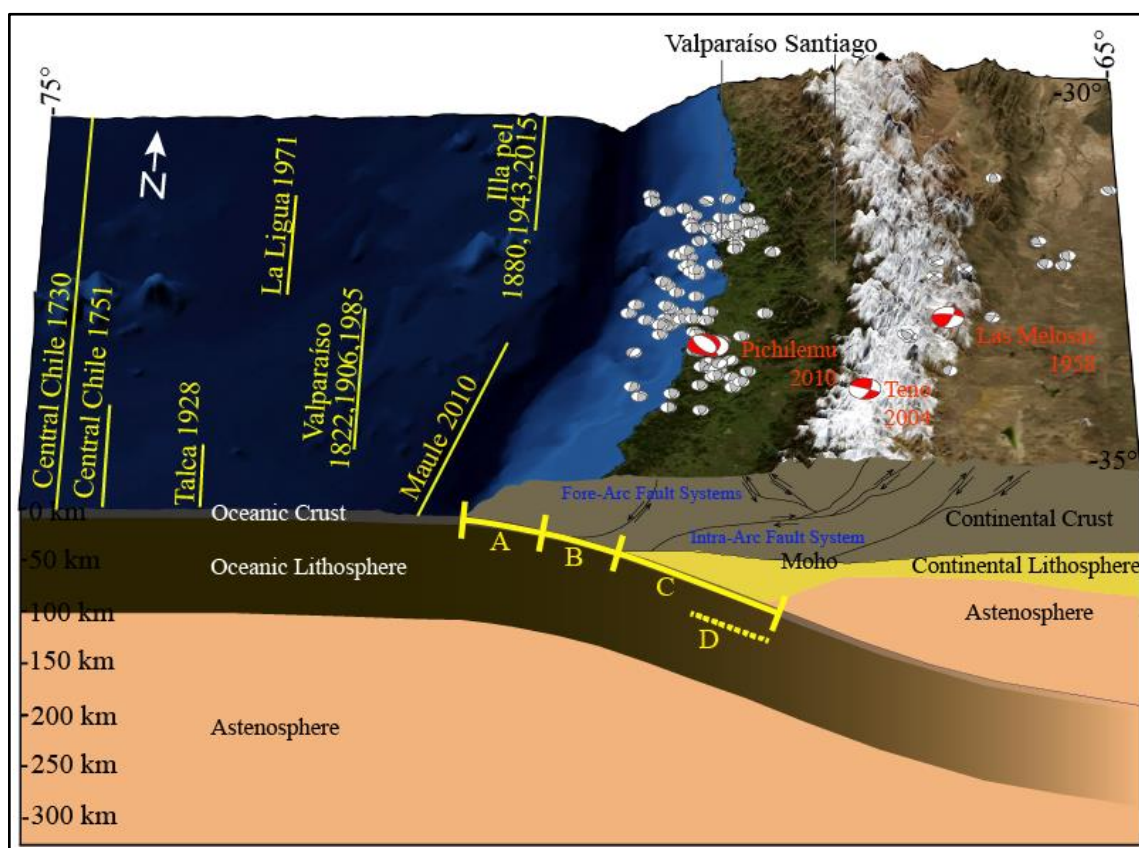 Valparaíso Santiago
-75°
-65°
-30°
N
Central Chile 1730
Central Chile 1751
La Ligua 1971
Talca 1928
Valparaíso
1822,1906,1985
Illa pel
1880,1943,2015
Maule 2010
Pichilemu
2010
Teno
2004
Las Melosas
1958
-35°
0 km
-50 km
-100 km
-150 km
-200 km
-250 km
-300 km
Oceanic Crust
Oceanic Lithosphere
Astenosphere
Fore-Arc Fault Systems
Intra-Arc Fault System
Moho
Continental Crust
Continental Lithosphere
Astenosphere
A
B
C
D